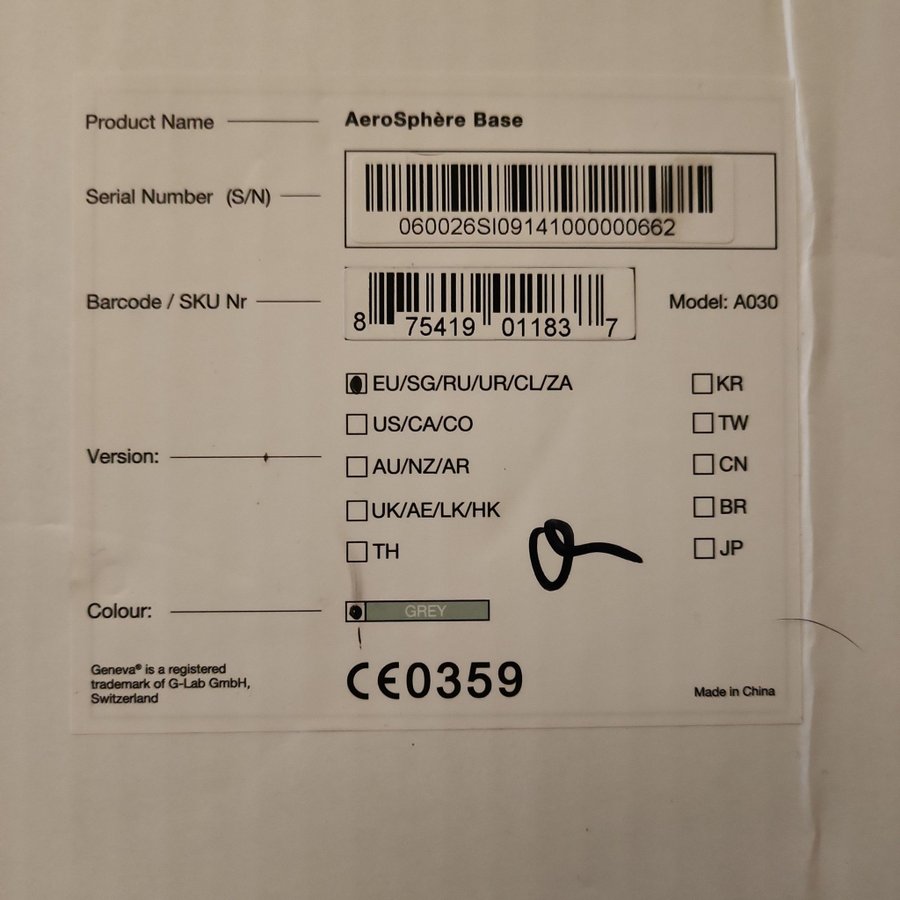 Product Name AeroSphère Base
Serial Number (S/N)
060026SI09141000000662
Barcode / SKU Nr
8 75419 01183 7
Model: A030
EU/SG/RU/UR/CL/ZA KR
US/CA/CO TW
Version:
AU/NZ/AR CN
UK/AE/LK/HK BR
TH JP
Colour: GREY
Geneva® is a registered
trademark of G-Lab GmbH,
Switzerland
CE0359
Made in China